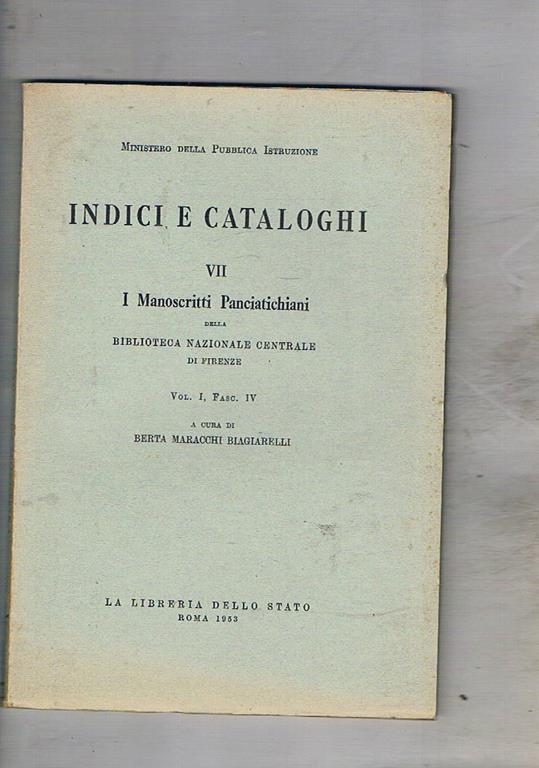 Ministero della Pubblica Istruzione
INDICI E CATALOGHI
VII
I Manoscritti Panciatichiani
DELLA
BIBLIOTECA NAZIONALE CENTRALE
DI FIRENZE
Vol. I, Fasc. IV
A CURA DI
BERTA MARACCHI BIAGIARELLI
LA LIBRERIA DELLO STATO
ROMA 1953